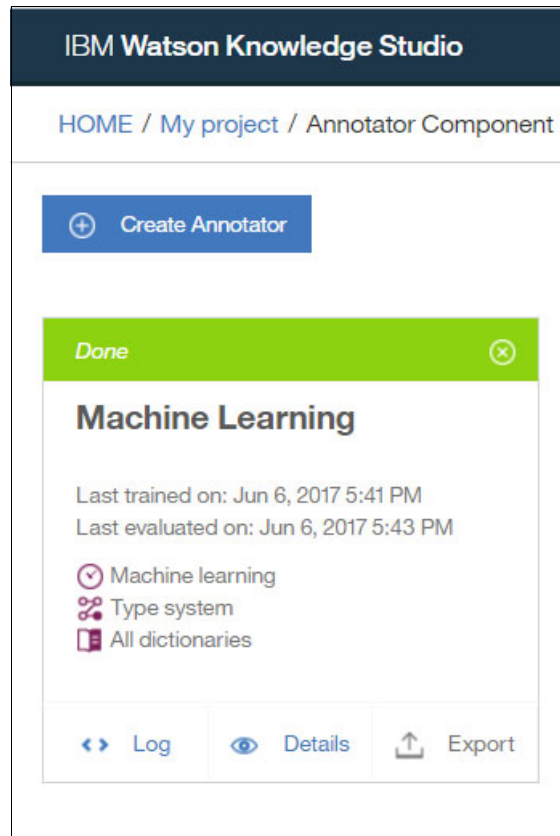 IBM Watson Knowledge Studio
HOME / My project / Annotator Component
Create Annotator
Done
Machine Learning
Last trained on: Jun 6, 2017 5:41 PM
Last evaluated on: Jun 6, 2017 5:43 PM
Machine learning
Type system
All dictionaries
Log Details Export